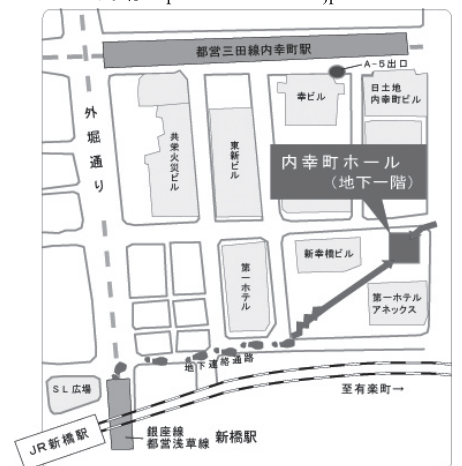 都営三田線内幸町駅
A-5出口
幸ビル
日土地
内幸町ビル
外堀通り
共栄火災ビル
東新ビル
内幸町ホール
(地下一階)
第一ホテル
新幸橋ビル
第一ホテル
アネックス
地下連絡通路
SL広場
至有楽町→
JR新橋駅
銀座線
都営浅草線 新橋駅